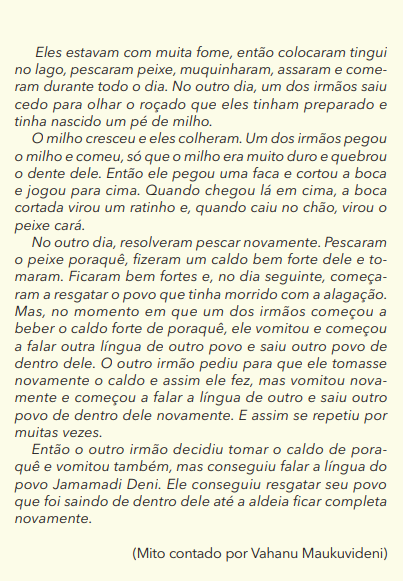 Eles estavam com muita fome, então colocaram tingui
no lago, pescaram peixe, muquinharam, assaram e come-
ram durante todo o dia. No outro dia, um dos irmãos saiu
cedo para olhar o roçado que eles tinham preparado e
tinha nascido um pé de milho.
O milho cresceu e eles colheram. Um dos irmãos pegou
o milho e comeu, só que o milho era muito duro e quebrou
o dente dele. Então ele pegou uma faca e cortou a boca
e jogou para cima. Quando chegou lá em cima, a boca
cortada virou um ratinho e, quando caiu no chão, virou o
peixe cará.
No outro dia, resolveram pescar novamente. Pescaram
o peixe poraquê, fizeram um caldo bem forte dele e to-
maram. Ficaram bem fortes e, no dia seguinte, começa-
ram a resgatar o povo que tinha morrido com a alagação.
Mas, no momento em que um dos irmãos começou a
beber o caldo forte de poraquê, ele vomitou e começou
a falar outra língua de outro povo e saiu outro povo de
dentro dele. O outro irmão pediu para que ele tomasse
novamente o caldo e assim ele fez, mas vomitou nova-
mente e começou a falar a língua de outro e saiu outro
povo de dentro dele novamente. E assim se repetiu por
muitas vezes.
Então o outro irmão decidiu tomar o caldo de pora-
quê e vomitou também, mas conseguiu falar a língua do
povo Jamamadi Deni. Ele conseguiu resgatar seu povo
que foi saindo de dentro dele até a aldeia ficar completa
novamente.
(Mito contado por Vahanu Maukuvideni)